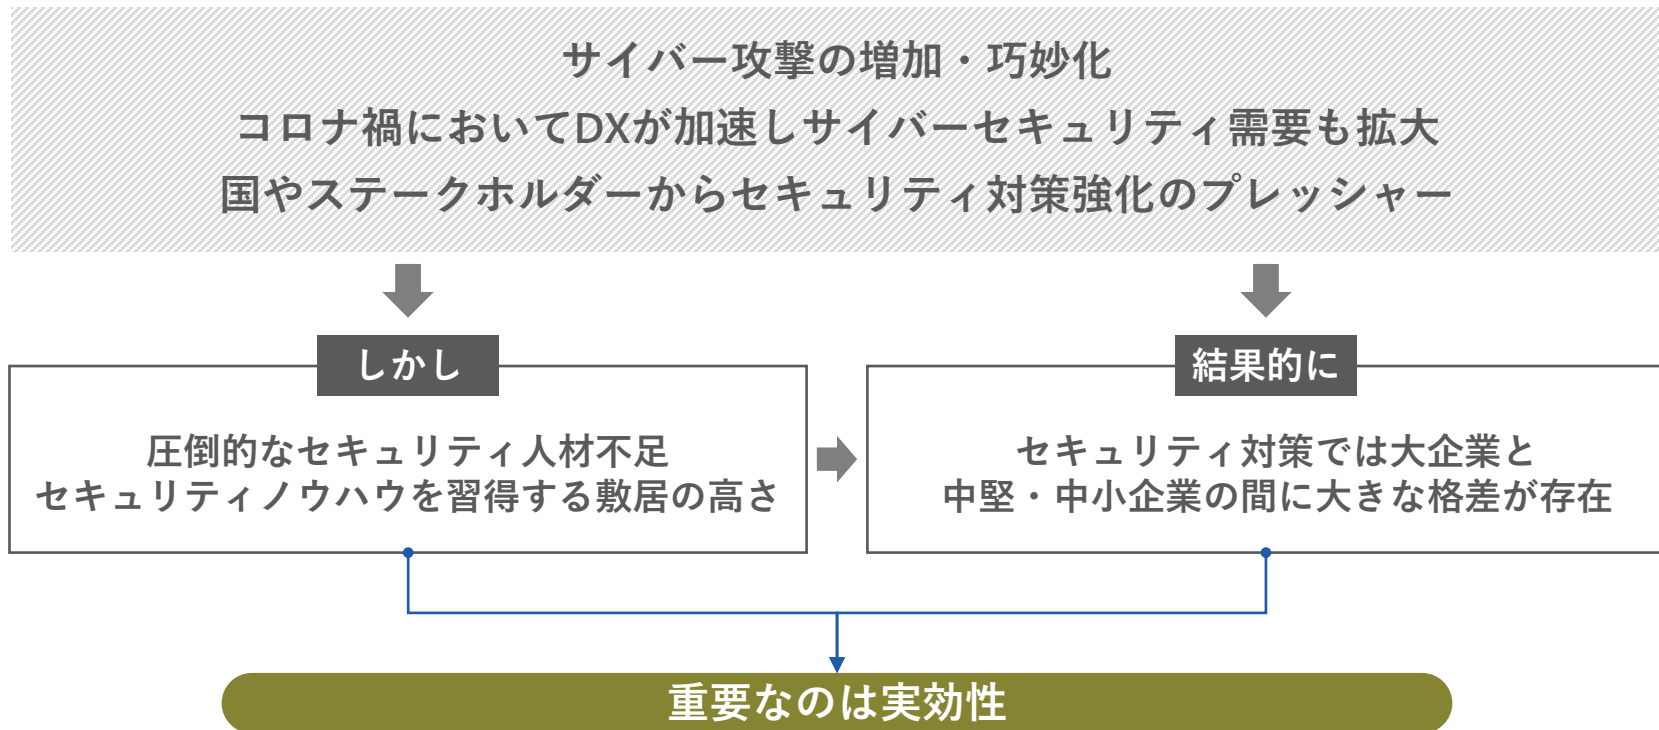 サイバー攻撃の増加・巧妙化
コロナ禍においてDXが加速しサイバーセキュリティ需要も拡大
国やステークホルダーからセキュリティ対策強化のプレッシャー
しかし
圧倒的なセキュリティ人材不足
セキュリティノウハウを習得する敷居の高さ
結果的に
セキュリティ対策では大企業と
中堅・中小企業の間に大きな格差が存在
重要なのは実効性